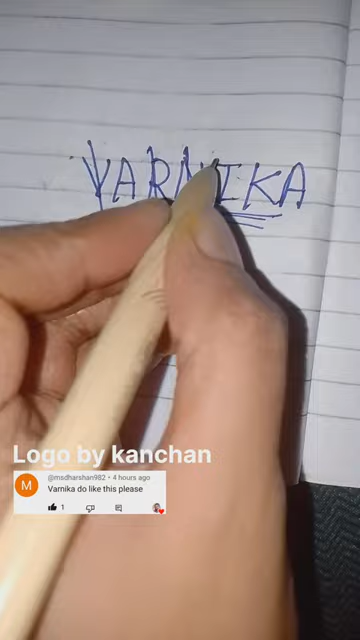 VARNIKA
Logo by kanchan
M
@msdharshan982 • 4 hours ago
Varnika do like this please
1